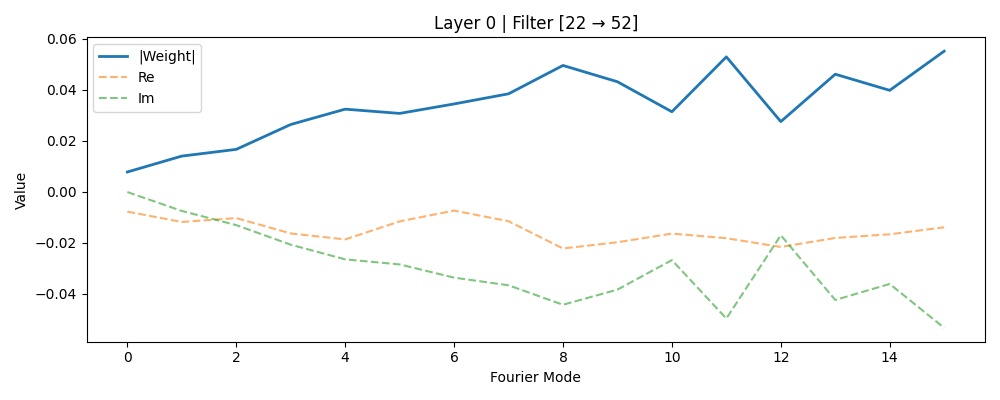 Layer 0 | Filter [22 → 52]
0.06
0.04
0.02
0.00
−0.02
−0.04
Value
|Weight|
Re
Im
0 2 4 6 8 10 12 14
Fourier Mode